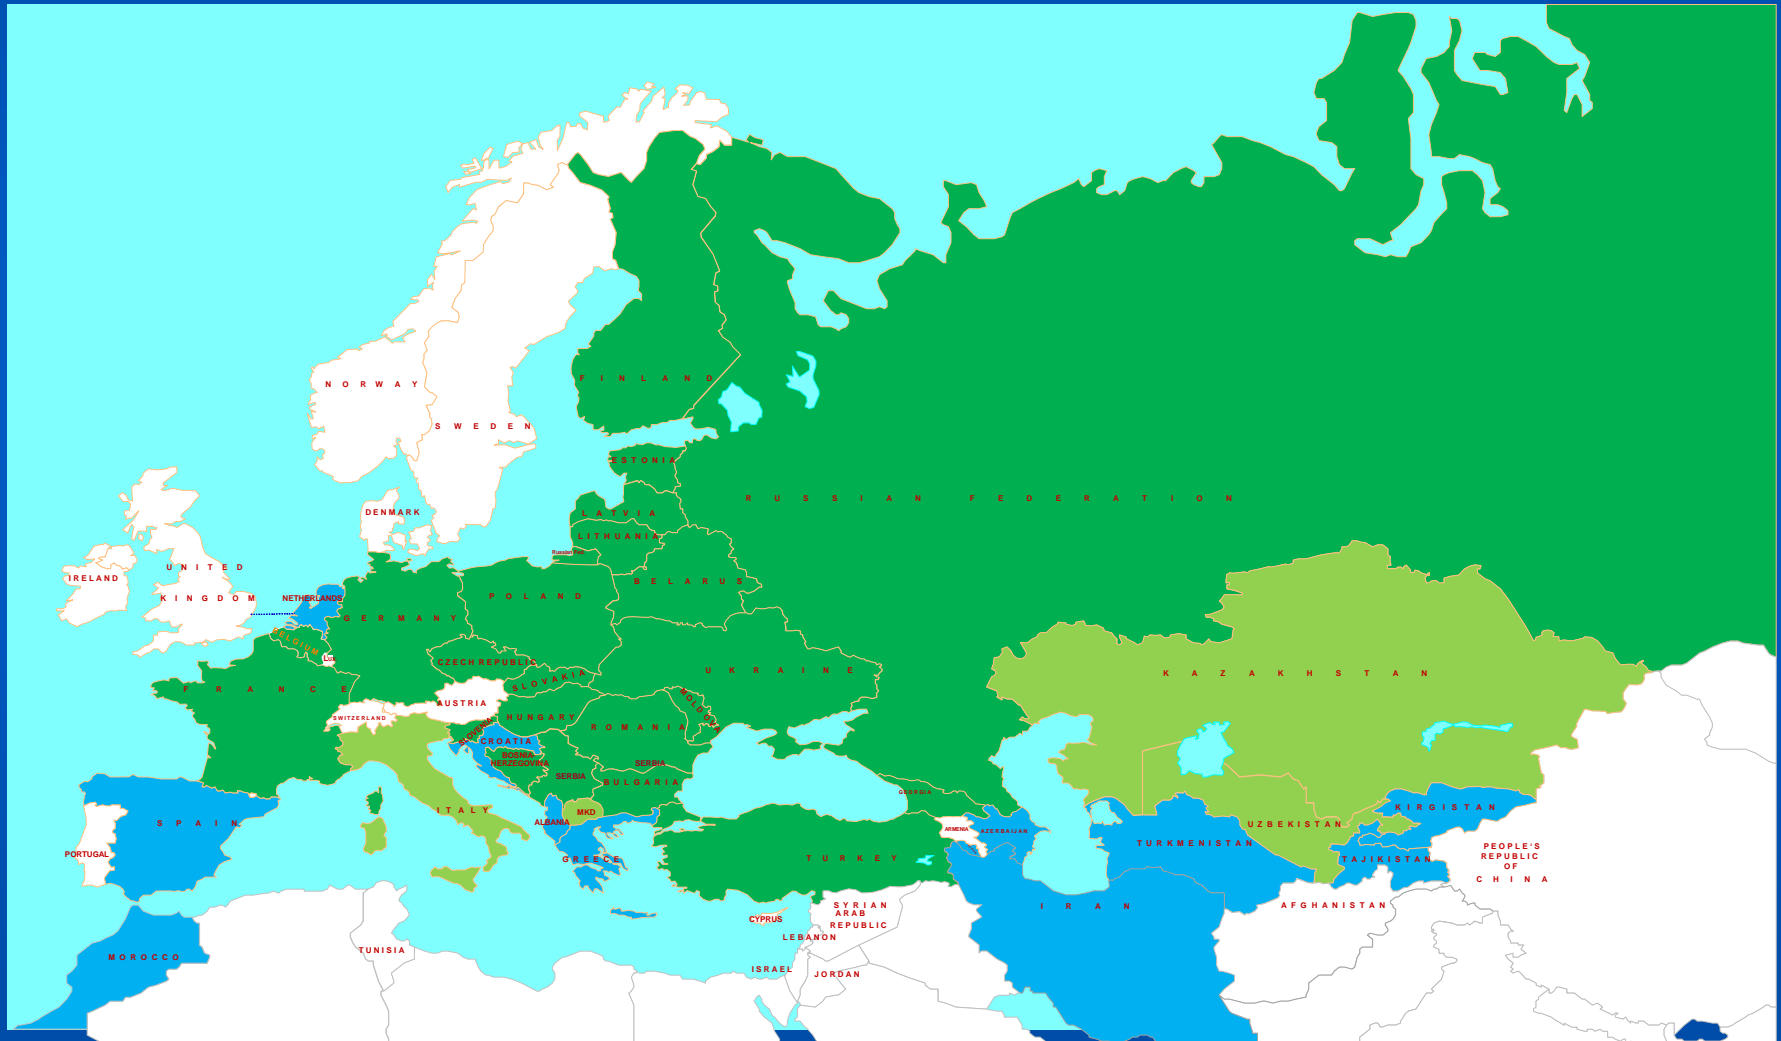 NORWAY
SWEDEN
FINLAND
ESTONIA
RUSSIAN FEDERATION
DENMARK
LATVIA
LITHUANIA
Russian Fed.
UNITED
KINGDOM
IRELAND
NETHERLANDS
BELARUS
POLAND
GERMANY
BELGIUM
Lux.
CZECH REPUBLIC
SLOVAKIA
UKRAINE
KAZAKHSTAN
FRANCE
AUSTRIA
SWITZERLAND
HUNGARY
MOLDOVA
ROMANIA
SLOVENIA
CROATIA
BOSNIA
HERZEGOVINA
SERBIA
SERBIA
BULGARIA
GEORGIA
ITALY
MKD
ALBANIA
SPAIN
PORTUGAL
GREECE
TURKEY
ARMENIA
AZERBAIJAN
KIRGISTAN
UZBEKISTAN
TURKMENISTAN
TAJIKISTAN
PEOPLE'S
REPUBLIC
OF
CHINA
IRAN
AFGHANISTAN
CYPRUS
SYRIAN
ARAB
REPUBLIC
LEBANON
ISRAEL
JORDAN
TUNISIA
MOROCCO